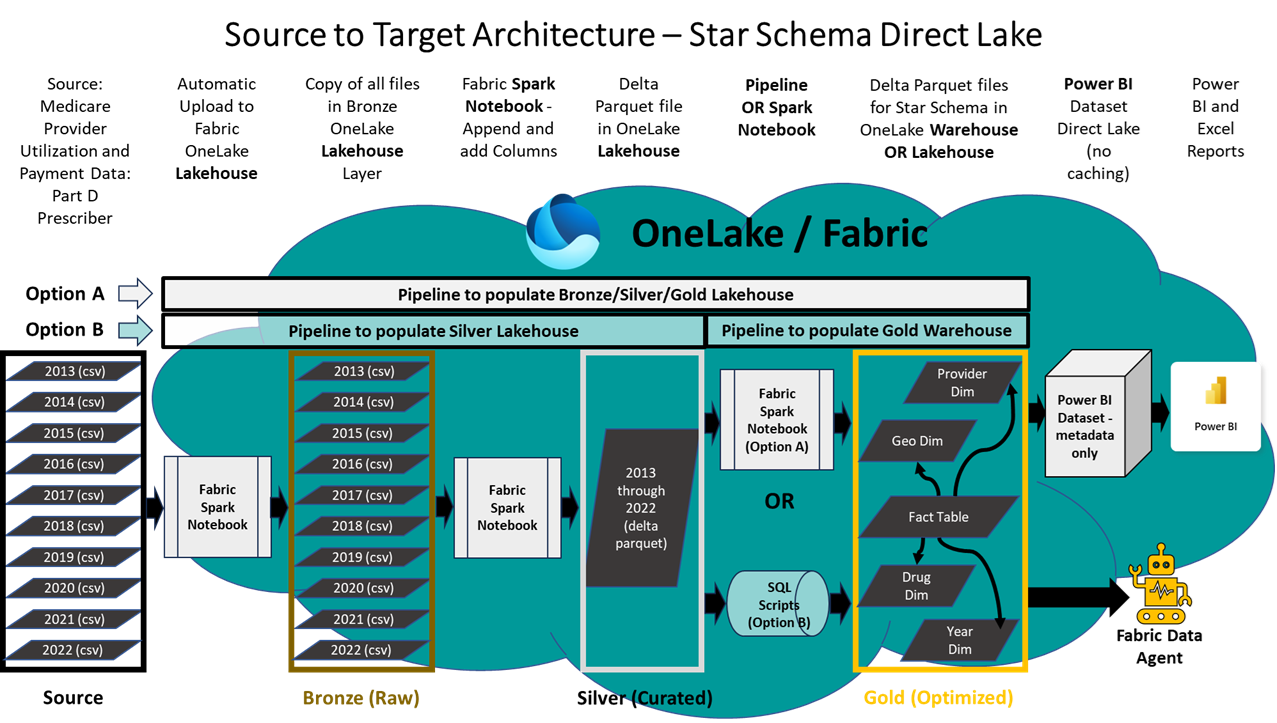 Source to Target Architecture – Star Schema Direct Lake
Source:
Medicare
Provider
Utilization and
Payment Data:
Part D
Prescriber
Automatic
Upload to
Fabric
OneLake
Lakehouse
Copy of all files
in Bronze
OneLake
Lakehouse
Layer
Fabric Spark
Notebook -
Append and
add Columns
Delta
Parquet file
in OneLake
Lakehouse
Pipeline
OR Spark
Notebook
Delta Parquet files
for Star Schema in
OneLake Warehouse
OR Lakehouse
Power BI
Dataset
Direct Lake
(no
caching)
Power
BI and
Excel
Reports
OneLake / Fabric
Option A
Pipeline to populate Bronze/Silver/Gold Lakehouse
Option B
Pipeline to populate Silver Lakehouse
Pipeline to populate Gold Warehouse
2013 (csv)
2014 (csv)
2015 (csv)
2016 (csv)
2017 (csv)
2018 (csv)
2019 (csv)
2020 (csv)
2021 (csv)
2022 (csv)
Source
Fabric
Spark
Notebook
2013 (csv)
2014 (csv)
2015 (csv)
2016 (csv)
2017 (csv)
2018 (csv)
2019 (csv)
2020 (csv)
2021 (csv)
2022 (csv)
Bronze (Raw)
Fabric
Spark
Notebook
2013
through
2022
(delta
parquet)
Silver (Curated)
Fabric
Spark
Notebook
(Option A)
OR
SQL
Scripts
(Option B)
Provider
Dim
Geo Dim
Fact Table
Drug
Dim
Year
Dim
Gold (Optimized)
Power BI
Dataset -
metadata
only
Power BI
Fabric Data
Agent